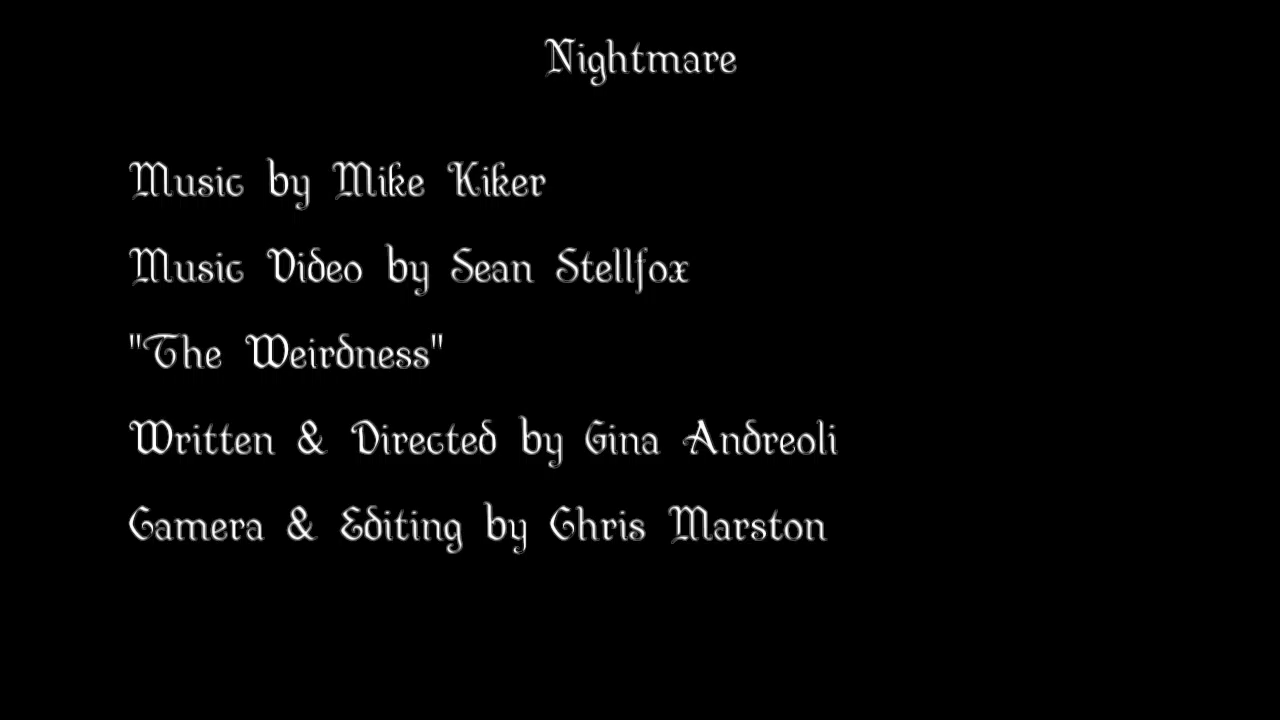 Nightmare
Music by Mike Kiker
Music Video by Sean Stellfox
"The Weirdness"
Written & Directed by Gina Andreoli
Camera & Editing by Chris Marston